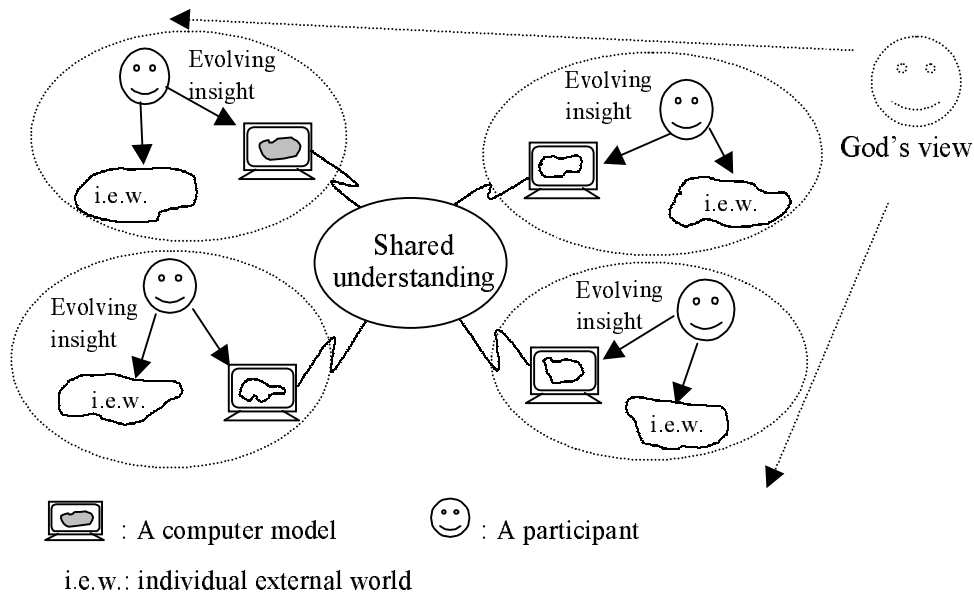 Evolving
insight
i.e.w.
Evolving
insight
i.e.w.
God's view
Shared
understanding
Evolving
insight
i.e.w.
Evolving
insight
i.e.w.
: A computer model
: A participant
i.e.w.: individual external world